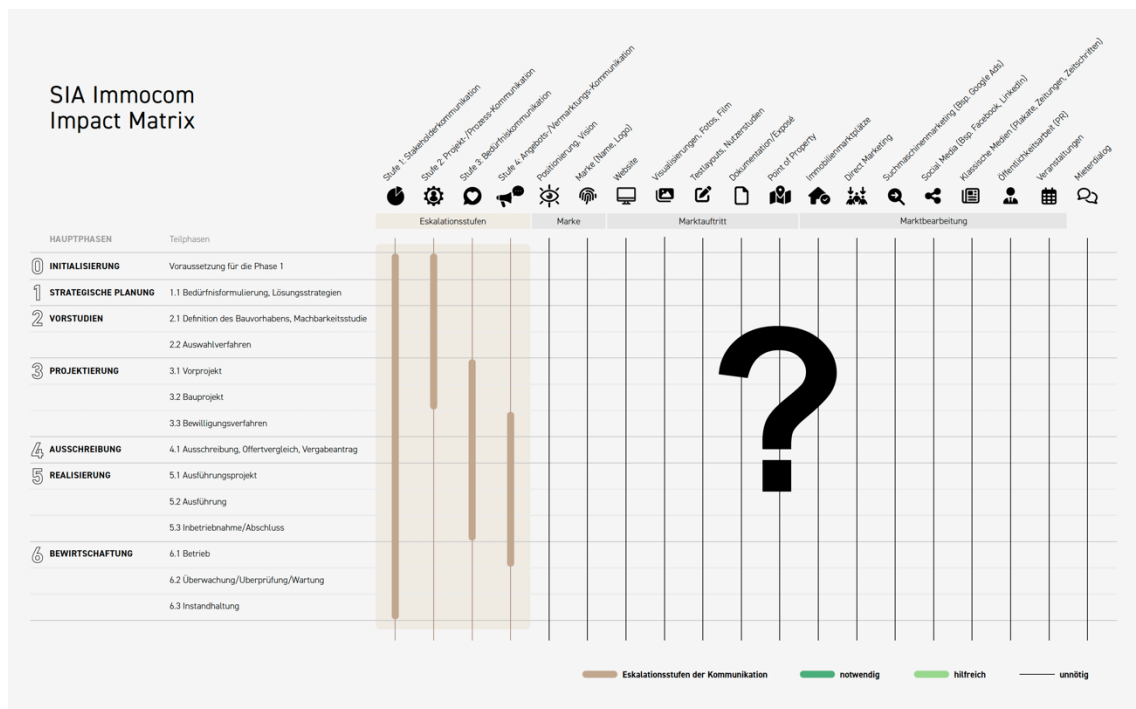 SIA Immocom
Impact Matrix
Stufe 1: Stakeholderkommunikation
Stufe 2: Projekt-/Prozess-Kommunikation
Stufe 3: Bedürfniskommunikation
Stufe 4: Angebots-/Vermarktungs-Kommunikation
Positionierung, Vision
Marke (Name, Logo)
Website
Visualisierungen, Fotos, Film
Testlayouts, Nutzerstudien
Dokumentation/Exposé
Point of Property
Immobilienmarktplätze
Direct Marketing
Suchmaschinenmarketing (Bsp. Google Ads)
Social Media (Bsp. Facebook, LinkedIn)
Klassische Medien (Plakate, Zeitungen, Zeitschriften)
Öffentlichkeitsarbeit (PR)
Veranstaltungen
Mieterdialog
Eskalationsstufen Marke Marktauftritt Marktbearbeitung
HAUPTPHASEN Teilphasen
0 INITIALISIERUNG Voraussetzung für die Phase 1
1 STRATEGISCHE PLANUNG 1.1 Bedürfnisformulierung, Lösungsstrategien
2 VORSTUDIEN 2.1 Definition des Bauvorhabens, Machbarkeitsstudie
2.2 Auswahlverfahren
3 PROJEKTIERUNG 3.1 Vorprojekt
3.2 Bauprojekt
3.3 Bewilligungsverfahren
4 AUSSCHREIBUNG 4.1 Ausschreibung, Offertvergleich, Vergabeantrag
5 REALISIERUNG 5.1 Ausführungsprojekt
5.2 Ausführung
5.3 Inbetriebnahme/Abschluss
6 BEWIRTSCHAFTUNG 6.1 Betrieb
6.2 Überwachung/Uberprüfung/Wartung
6.3 Instandhaltung
?
Eskalationsstufen der Kommunikation notwendig hilfreich unnötig